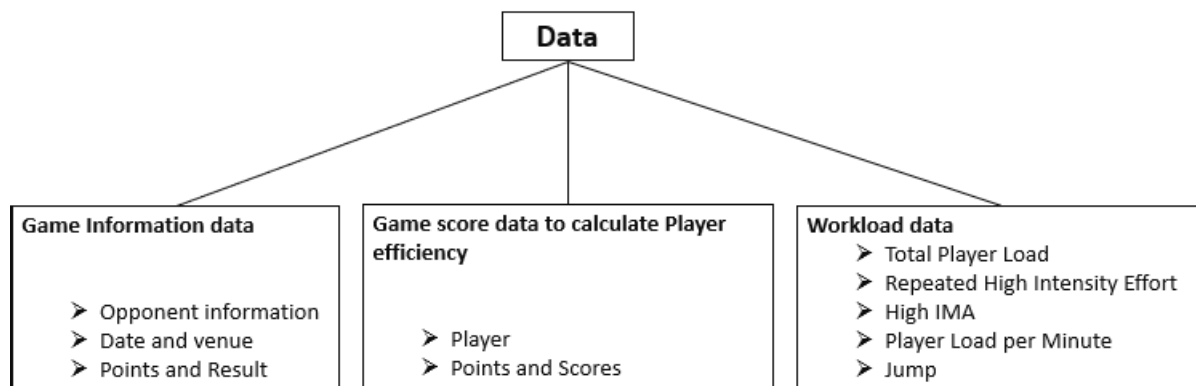 Data
Game Information data
➢ Opponent information
➢ Date and venue
➢ Points and Result
Game score data to calculate Player
efficiency
➢ Player
➢ Points and Scores
Workload data
➢ Total Player Load
➢ Repeated High Intensity Effort
➢ High IMA
➢ Player Load per Minute
➢ Jump